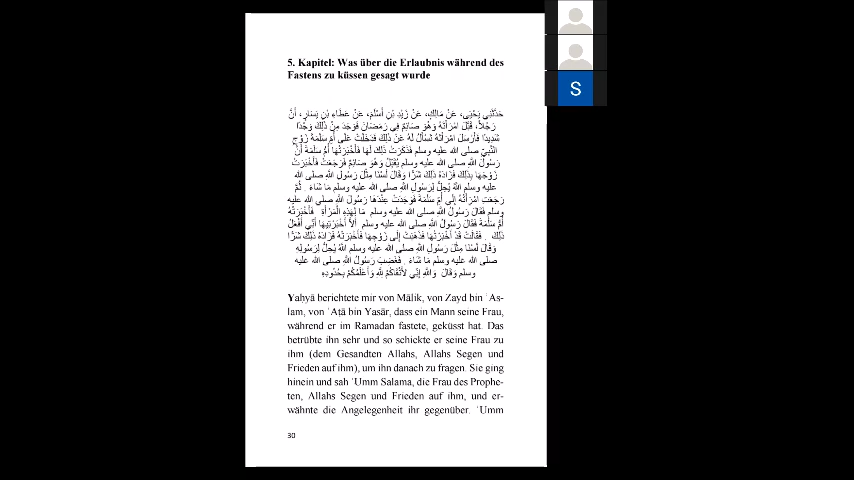 5. Kapitel: Was über die Erlaubnis während des
Fastens zu küssen gesagt wurde
حَدَّثَنِي يَحْيَى، عَنْ مَالِكٍ، عَنْ زَيْدِ بْنِ أَسْلَمَ، عَنْ عَطَاءِ بْنِ يَسَارٍ، أَنَّ
رَجُلاً، قَبَّلَ امْرَأَتَهُ وَهُوَ صَائِمٌ فِي رَمَضَانَ فَوَجَدَ مِنْ ذَلِكَ وَجْدًا
شَدِيدًا فَأَرْسَلَ امْرَأَتَهُ تَسْأَلُ لَهُ عَنْ ذَلِكَ فَدَخَلَتْ عَلَى أُمِّ سَلَمَةَ زَوْجِ
النَّبِيِّ صلى الله عليه وسلم فَذَكَرَتْ ذَلِكَ لَهَا فَأَخْبَرَتْهَا أُمُّ سَلَمَةَ أَنَّ
رَسُولَ اللَّهِ صلى الله عليه وسلم يُقَبِّلُ وَهُوَ صَائِمٌ فَرَجَعَتْ فَأَخْبَرَتْ
زَوْجَهَا بِذَلِكَ فَزَادَهُ ذَلِكَ شَرًّا وَقَالَ لَسْنَا مِثْلَ رَسُولِ اللَّهِ صلى الله
عليه وسلم اللَّهُ يُحِلُّ لِرَسُولِ اللَّهِ صلى الله عليه وسلم مَا شَاءَ . ثُمَّ
رَجَعَتِ امْرَأَتُهُ إِلَى أُمِّ سَلَمَةَ فَوَجَدَتْ عِنْدَهَا رَسُولَ اللَّهِ صلى الله عليه
وسلم فَقَالَ رَسُولُ اللَّهِ صلى الله عليه وسلم مَا لِهَذِهِ الْمَرْأَةِ فَأَخْبَرَتْهُ
أُمُّ سَلَمَةَ فَقَالَ رَسُولُ اللَّهِ صلى الله عليه وسلم أَلاَّ أَخْبَرْتِيهَا أَنِّي أَفْعَلُ
ذَلِكَ . فَقَالَتْ قَدْ أَخْبَرْتُهَا فَذَهَبَتْ إِلَى زَوْجِهَا فَأَخْبَرَتْهُ فَزَادَهُ ذَلِكَ شَرًّا
وَقَالَ لَسْنَا مِثْلَ رَسُولِ اللَّهِ صلى الله عليه وسلم اللَّهُ يُحِلُّ لِرَسُولِهِ
صلى الله عليه وسلم مَا شَاءَ . فَغَضِبَ رَسُولُ اللَّهِ صلى الله عليه
وسلم وَقَالَ وَاللَّهِ إِنِّي لأَتْقَاكُمْ لِلَّهِ وَأَعْلَمُكُمْ بِحُدُودِهِ
Yaḥyā berichtete mir von Mālik, von Zayd bin ʾAs-
lam, von ʿAṭā bin Yasār, dass ein Mann seine Frau,
während er im Ramadan fastete, geküsst hat. Das
betrübte ihn sehr und so schickte er seine Frau zu
ihm (dem Gesandten Allahs, Allahs Segen und
Frieden auf ihm), um ihn danach zu fragen. Sie ging
hinein und sah ʾUmm Salama, die Frau des Prophe-
ten, Allahs Segen und Frieden auf ihm, und er-
wähnte die Angelegenheit ihr gegenüber. ʾUmm
30
S